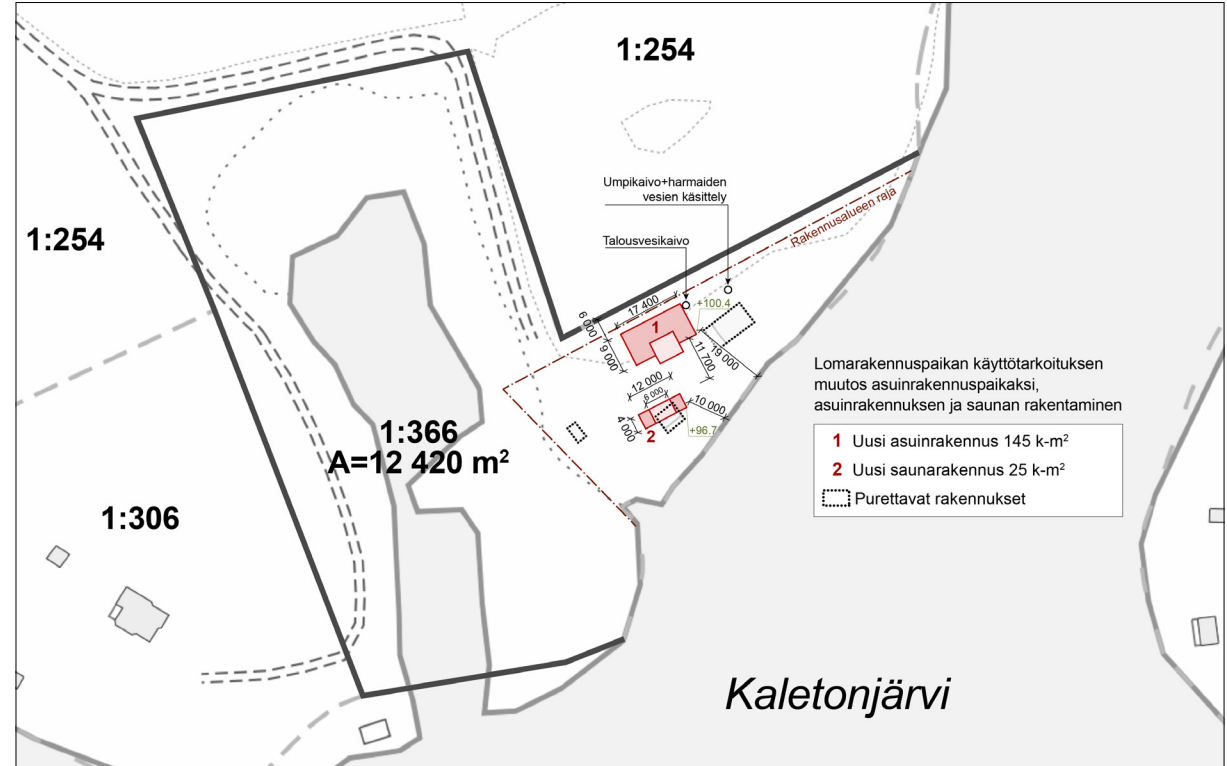 1:254
Umpikaivo+harmaiden
vesien käsittely
Rakennusalueen raja
1:254
Talousvesikaivo
17 400
+100.4
6 000
1
9 000
11 700
19 000
12 000
6 000
10 000
4 000
2
+96.7
Lomarakennuspaikan käyttötarkoituksen
muutos asuinrakennuspaikaksi,
asuinrakennuksen ja saunan rakentaminen
1 Uusi asuinrakennus 145 k-m²
2 Uusi saunarakennus 25 k-m²
Purettavat rakennukset
1:366
A=12 420 m²
1:306
Kaletonjärvi